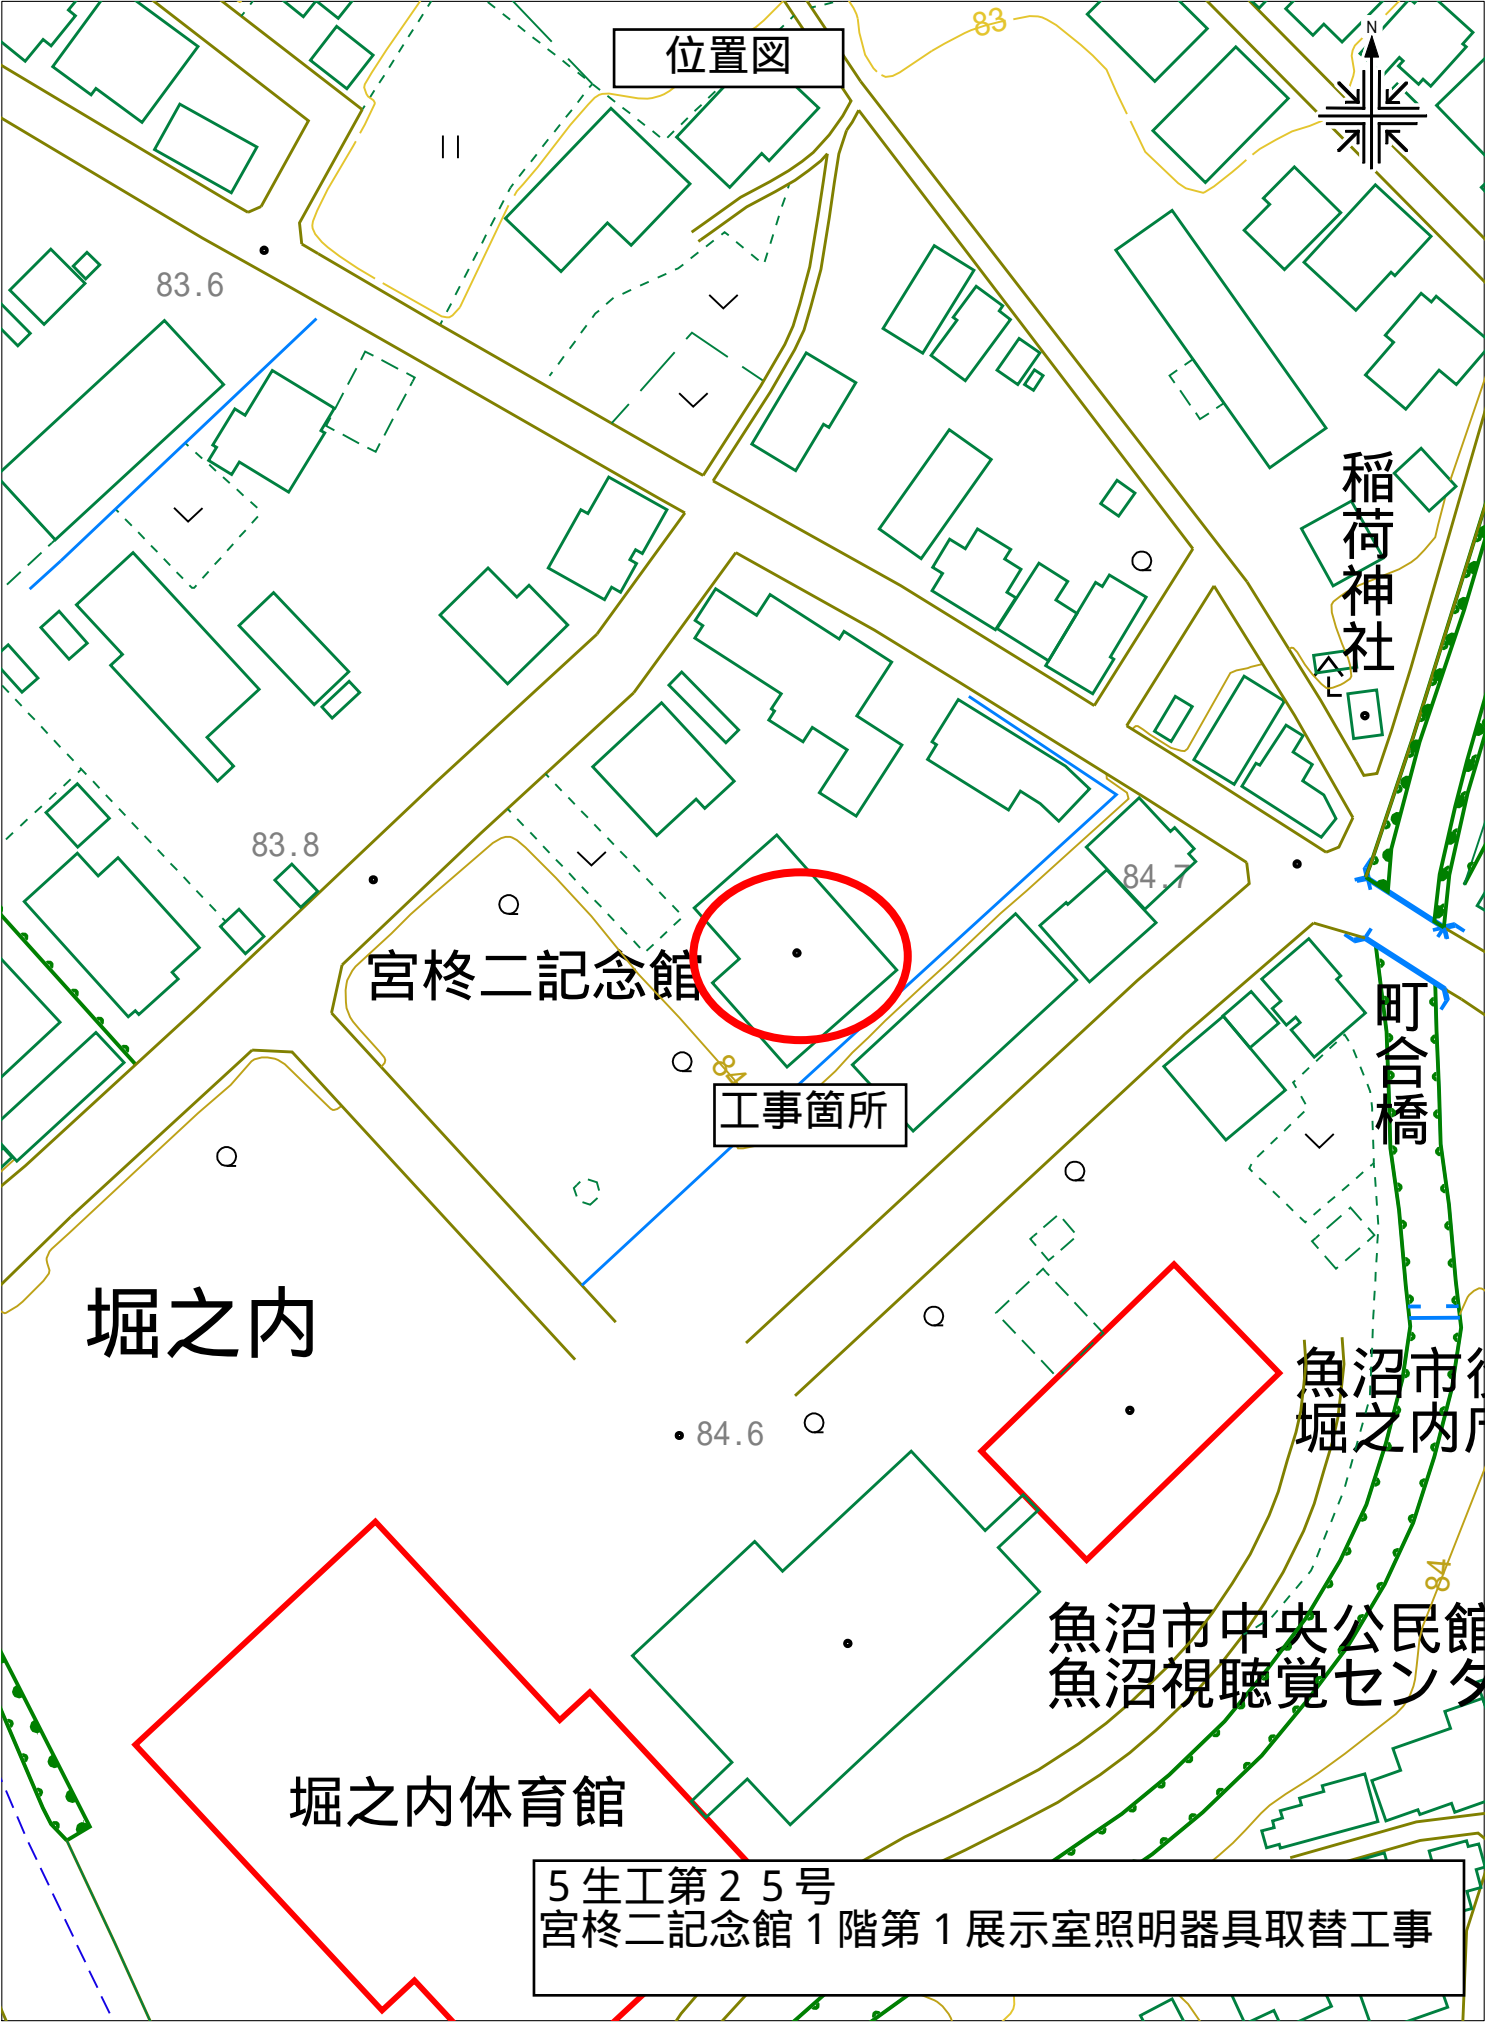 位置図
83
N
83.6
稲荷神社
83.8
84.7
宮柊二記念館
町合橋
84
工事箇所
堀之内
魚沼市
堀之内
84.6
84
魚沼市中央公民館
魚沼視聴覚センタ
堀之内体育館
５生工第２５号
宮柊二記念館１階第１展示室照明器具取替工事